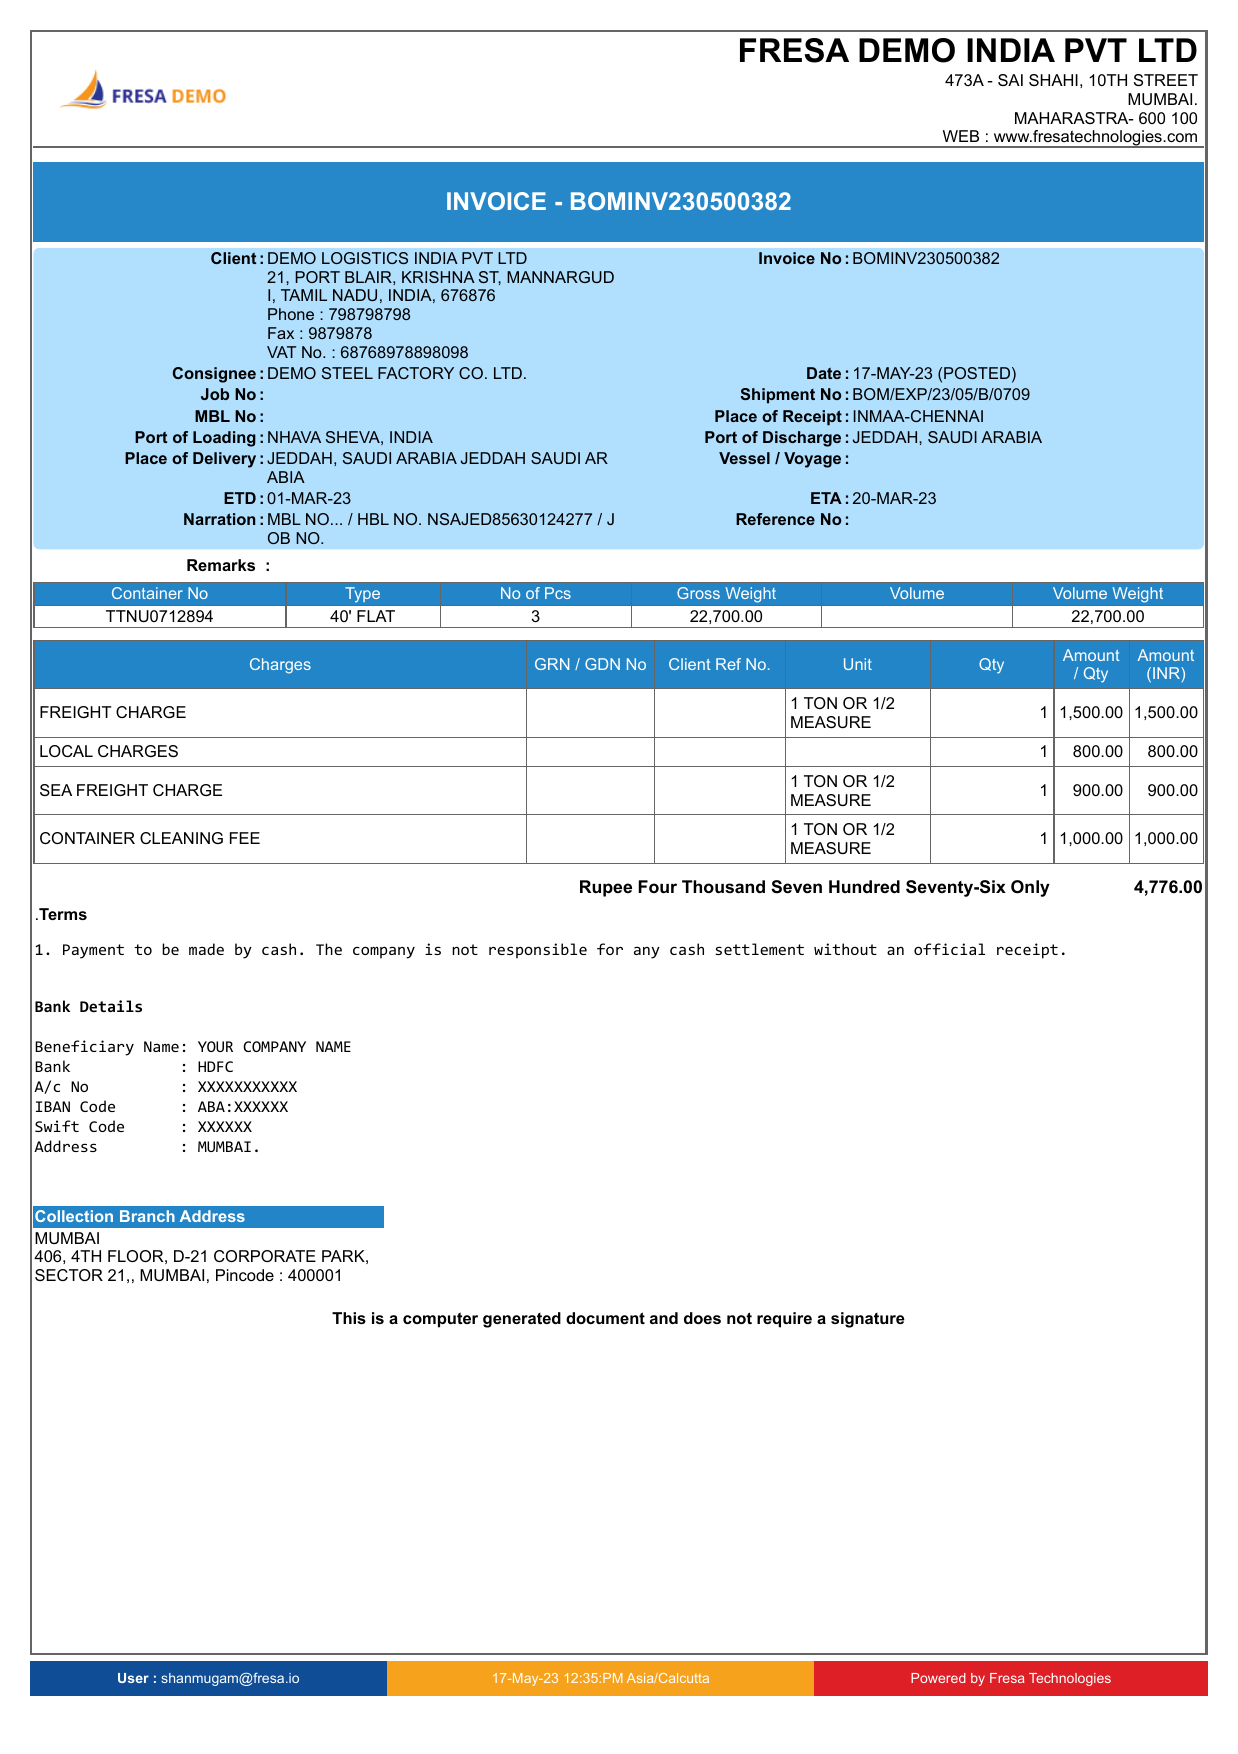 FRESA DEMO
FRESA DEMO INDIA PVT LTD
473A - SAI SHAHI, 10TH STREET
MUMBAI.
MAHARASTRA- 600 100
WEB : www.fresatechnologies.com
INVOICE - BOMINV230500382
Client : DEMO LOGISTICS INDIA PVT LTD Invoice No : BOMINV230500382
21, PORT BLAIR, KRISHNA ST, MANNARGUD
I, TAMIL NADU, INDIA, 676876
Phone : 798798798
Fax : 9879878
VAT No. : 68768978898098
Consignee : DEMO STEEL FACTORY CO. LTD. Date : 17-MAY-23 (POSTED)
Job No : Shipment No : BOM/EXP/23/05/B/0709
MBL No : Place of Receipt : INMAA-CHENNAI
Port of Loading : NHAVA SHEVA, INDIA Port of Discharge : JEDDAH, SAUDI ARABIA
Place of Delivery : JEDDAH, SAUDI ARABIA JEDDAH SAUDI AR Vessel / Voyage :
ABIA
ETD : 01-MAR-23 ETA : 20-MAR-23
Narration : MBL NO... / HBL NO. NSAJED85630124277 / J Reference No :
OB NO.
Remarks :
Container No Type No of Pcs Gross Weight Volume Volume Weight
TTNU0712894 40' FLAT 3 22,700.00 22,700.00
Charges GRN / GDN No Client Ref No. Unit Qty Amount / Qty Amount (INR)
FREIGHT CHARGE 1 TON OR 1/2 MEASURE 1 1,500.00 1,500.00
LOCAL CHARGES 1 800.00 800.00
SEA FREIGHT CHARGE 1 TON OR 1/2 MEASURE 1 900.00 900.00
CONTAINER CLEANING FEE 1 TON OR 1/2 MEASURE 1 1,000.00 1,000.00
Rupee Four Thousand Seven Hundred Seventy-Six Only 4,776.00
.Terms
1. Payment to be made by cash. The company is not responsible for any cash settlement without an official receipt.
Bank Details
Beneficiary Name: YOUR COMPANY NAME
Bank : HDFC
A/c No : XXXXXXXXXXX
IBAN Code : ABA:XXXXXX
Swift Code : XXXXXX
Address : MUMBAI.
Collection Branch Address
MUMBAI
406, 4TH FLOOR, D-21 CORPORATE PARK,
SECTOR 21,, MUMBAI, Pincode : 400001
This is a computer generated document and does not require a signature
User : shanmugam@fresa.io 17-May-23 12:35:PM Asia/Calcutta Powered by Fresa Technologies